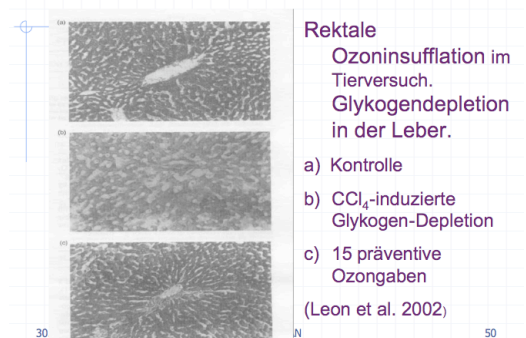 (a)
(b)
(c)
Rektale
Ozoninsufflation im
Tierversuch.
Glykogendepletion
in der Leber.
a) Kontrolle
b) CCl₄-induzierte
Glykogen-Depletion
c) 15 präventive
Ozongaben
(Leon et al. 2002)
30
N
50